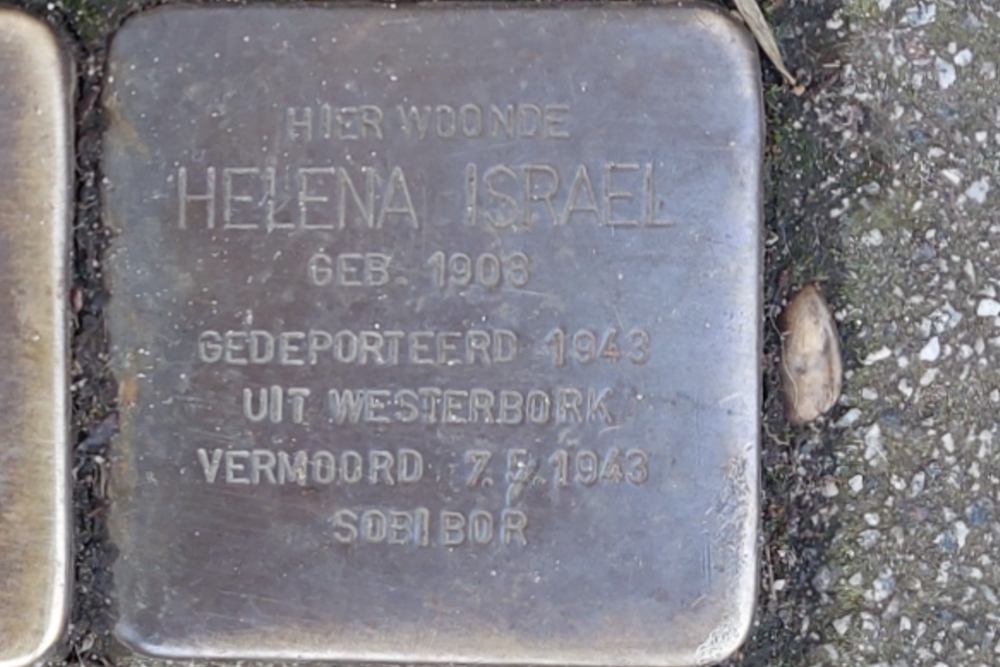 HIER WOONDE
HELENA ISRAEL
GEB. 1908
GEDEPORTEERD 1943
UIT WESTERBORK
VERMOORD 7.5.1943
SOBIBOR